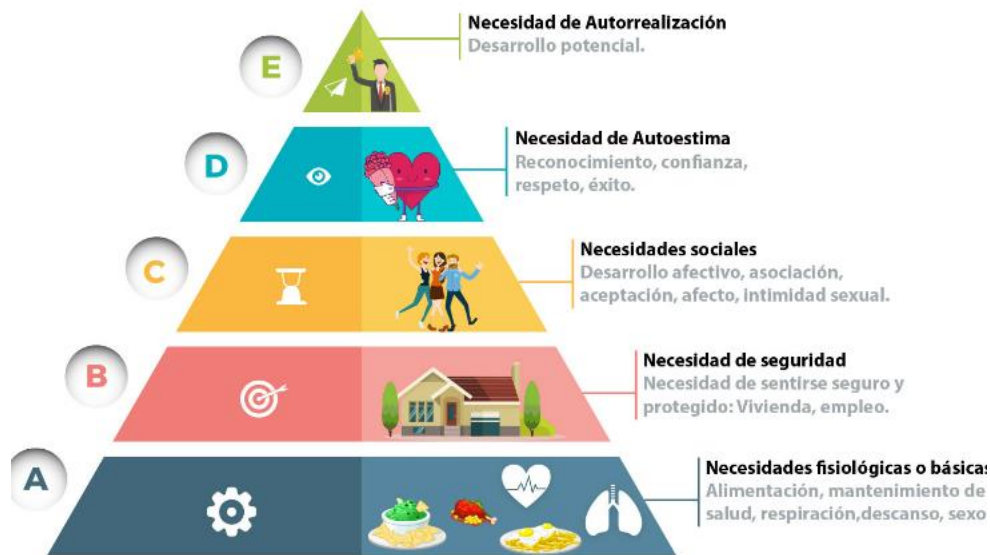 E
Necesidad de Autorrealización
Desarrollo potencial.
D
Necesidad de Autoestima
Reconocimiento, confianza,
respeto, éxito.
C
Necesidades sociales
Desarrollo afectivo, asociación,
aceptación, afecto, intimidad sexual.
B
Necesidad de seguridad
Necesidad de sentirse seguro y
protegido: Vivienda, empleo.
A
Necesidades fisiológicas o básicas
Alimentación, mantenimiento de
salud, respiración,descanso, sexo